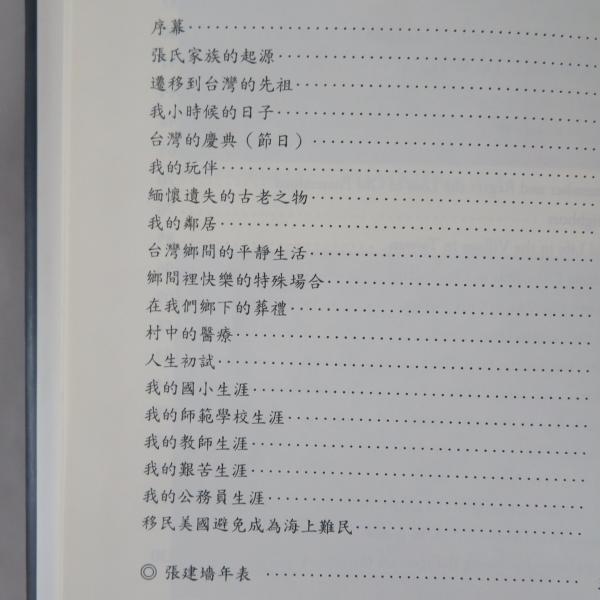 序幕
張氏家族的起源
遷移到台灣的先祖
我小時候的日子
台灣的慶典（節日）
我的玩伴
緬懷遺失的古老之物
我的鄰居
台灣鄉間的平靜生活
鄉間裡快樂的特殊場合
在我們鄉下的葬禮
村中的醫療
人生初試
我的國小生涯
我的師範學校生涯
我的教師生涯
我的艱苦生涯
我的公務員生涯
移民美國避免成為海上難民
◎ 張建墻年表